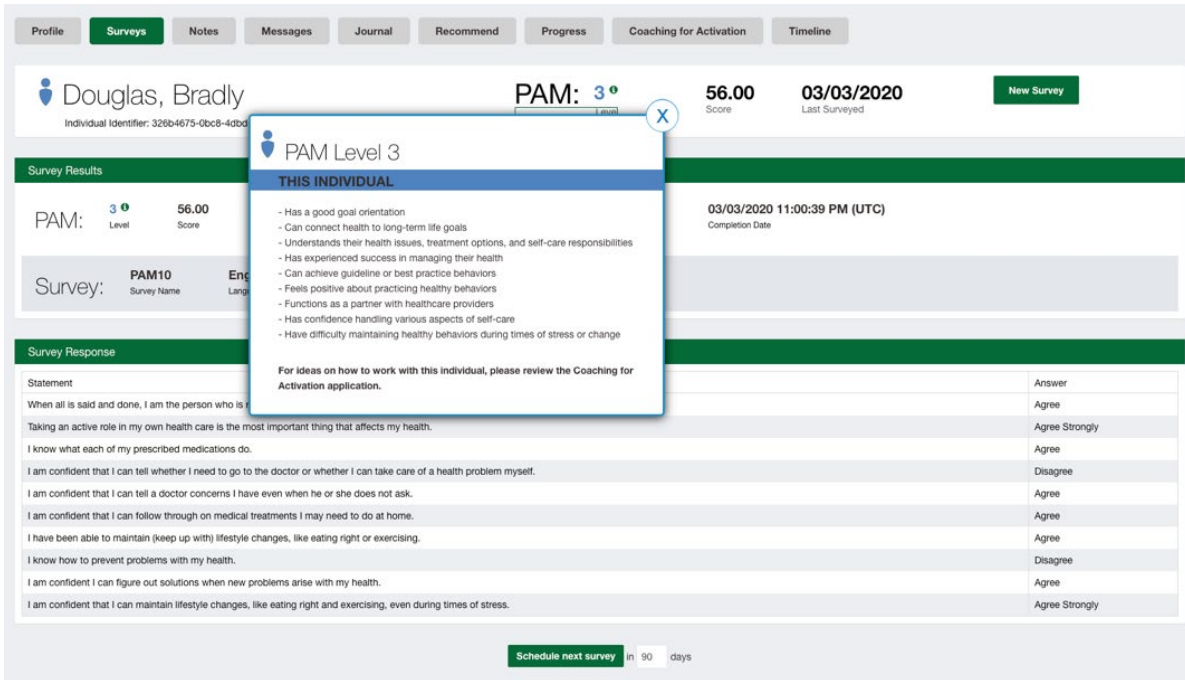 Profile Surveys Notes Messages Journal Recommend Progress Coaching for Activation Timeline
Douglas, Bradly
Individual Identifier: 326b4675-0bc8-4dbd
PAM: 3
Level
56.00
Score
03/03/2020
Last Surveyed
New Survey
X
PAM Level 3
THIS INDIVIDUAL
- Has a good goal orientation
- Can connect health to long-term life goals
- Understands their health issues, treatment options, and self-care responsibilities
- Has experienced success in managing their health
- Can achieve guideline or best practice behaviors
- Feels positive about practicing healthy behaviors
- Functions as a partner with healthcare providers
- Has confidence handling various aspects of self-care
- Have difficulty maintaining healthy behaviors during times of stress or change
For ideas on how to work with this individual, please review the Coaching for
Activation application.
Survey Results
PAM: 3 56.00 03/03/2020 11:00:39 PM (UTC)
Level Score Completion Date
Survey: PAM10
Survey Name
Survey Response
Statement Answer
When all is said and done, I am the person who is Agree
Taking an active role in my own health care is the most important thing that affects my health. Agree Strongly
I know what each of my prescribed medications do. Agree
I am confident that I can tell whether I need to go to the doctor or whether I can take care of a health problem myself. Disagree
I am confident that I can tell a doctor concerns I have even when he or she does not ask. Agree
I am confident that I can follow through on medical treatments I may need to do at home. Agree
I have been able to maintain (keep up with) lifestyle changes, like eating right or exercising. Agree
I know how to prevent problems with my health. Disagree
I am confident I can figure out solutions when new problems arise with my health. Agree
I am confident that I can maintain lifestyle changes, like eating right and exercising, even during times of stress. Agree Strongly
Schedule next survey in 90 days